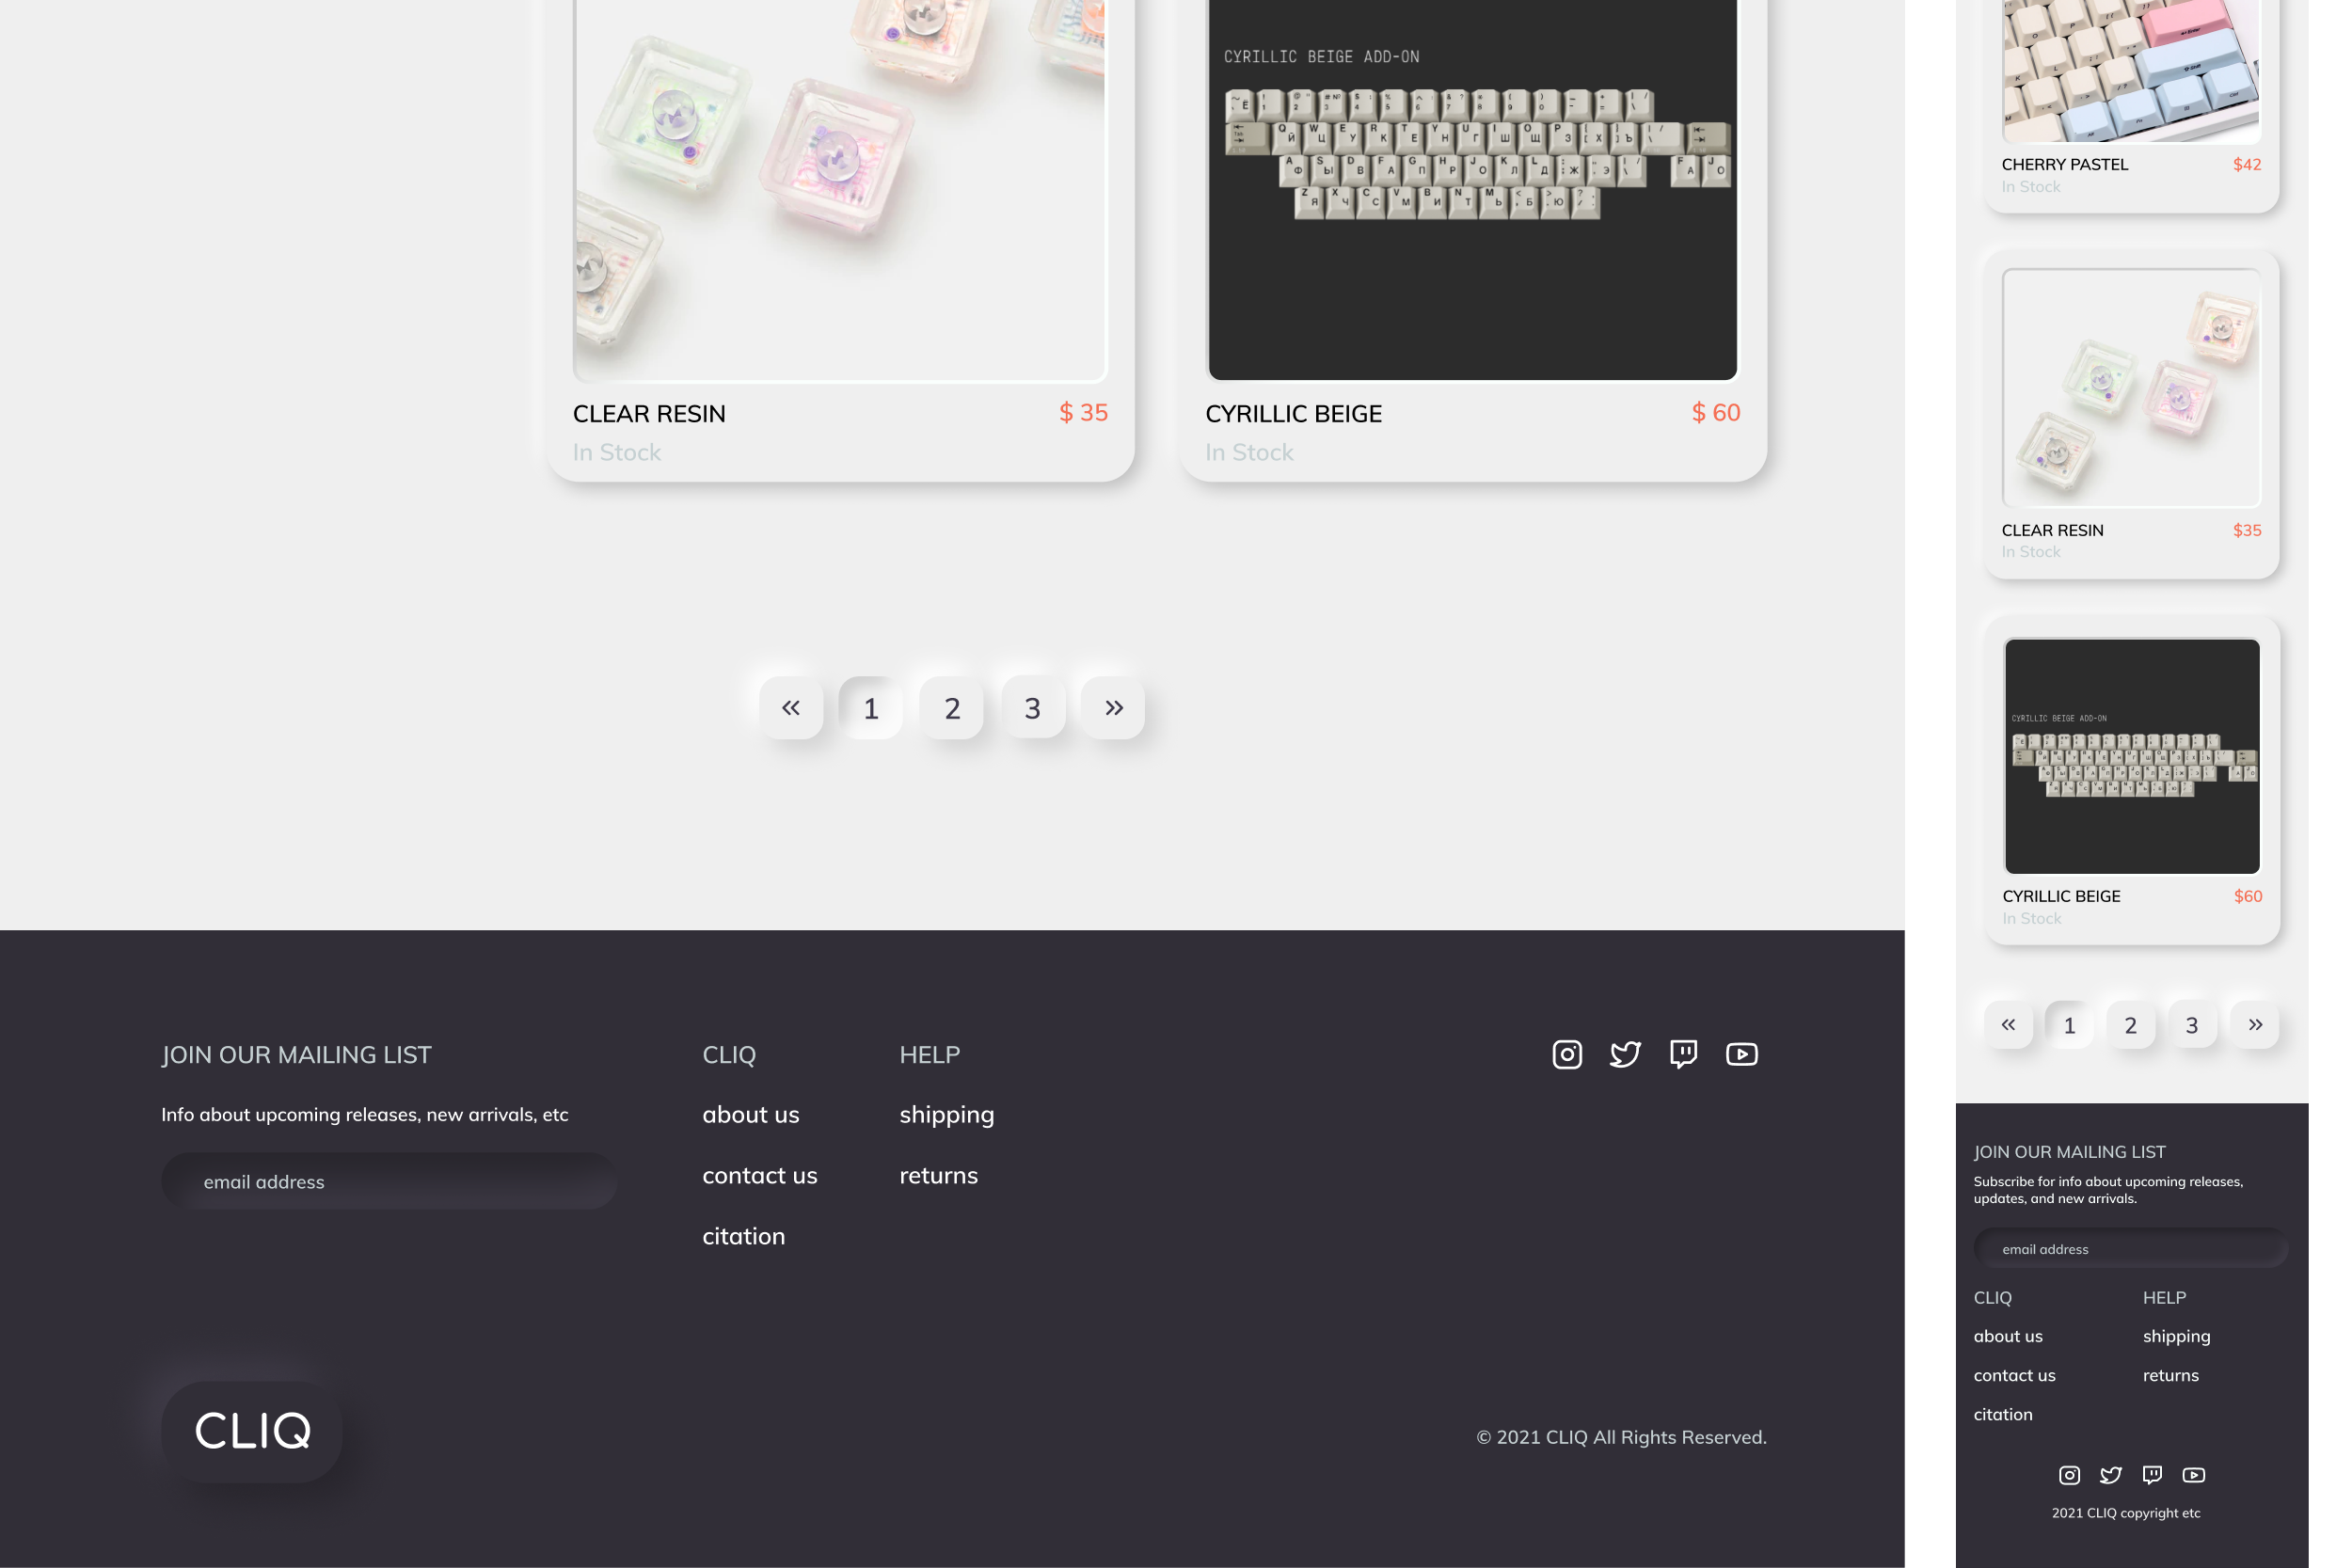 CYRILLIC BEIGE ADD-ON
Q W E R T Y U I O P
Й Ц У К Е Н Г Ш Щ З Х Ъ
A S D F G H J K L F J
Ф Ы В А П Р О Л Д Ж Э А О
Z X C V B N M
Я Ч С М И Т Ь Б Ю
CLEAR RESIN
$ 35
In Stock
CYRILLIC BEIGE
$ 60
In Stock
«
1
2
3
»
JOIN OUR MAILING LIST
Info about upcoming releases, new arrivals, etc
email address
CLIQ
about us
contact us
citation
HELP
shipping
returns
CLIQ
© 2021 CLIQ All Rights Reserved.
CHERRY PASTEL
$42
In Stock
CLEAR RESIN
$35
In Stock
CYRILLIC BEIGE ADD-ON
CYRILLIC BEIGE
$60
In Stock
«
1
2
3
»
JOIN OUR MAILING LIST
Subscribe for info about upcoming releases,
updates, and new arrivals.
email address
CLIQ
about us
contact us
citation
HELP
shipping
returns
2021 CLIQ copyright etc